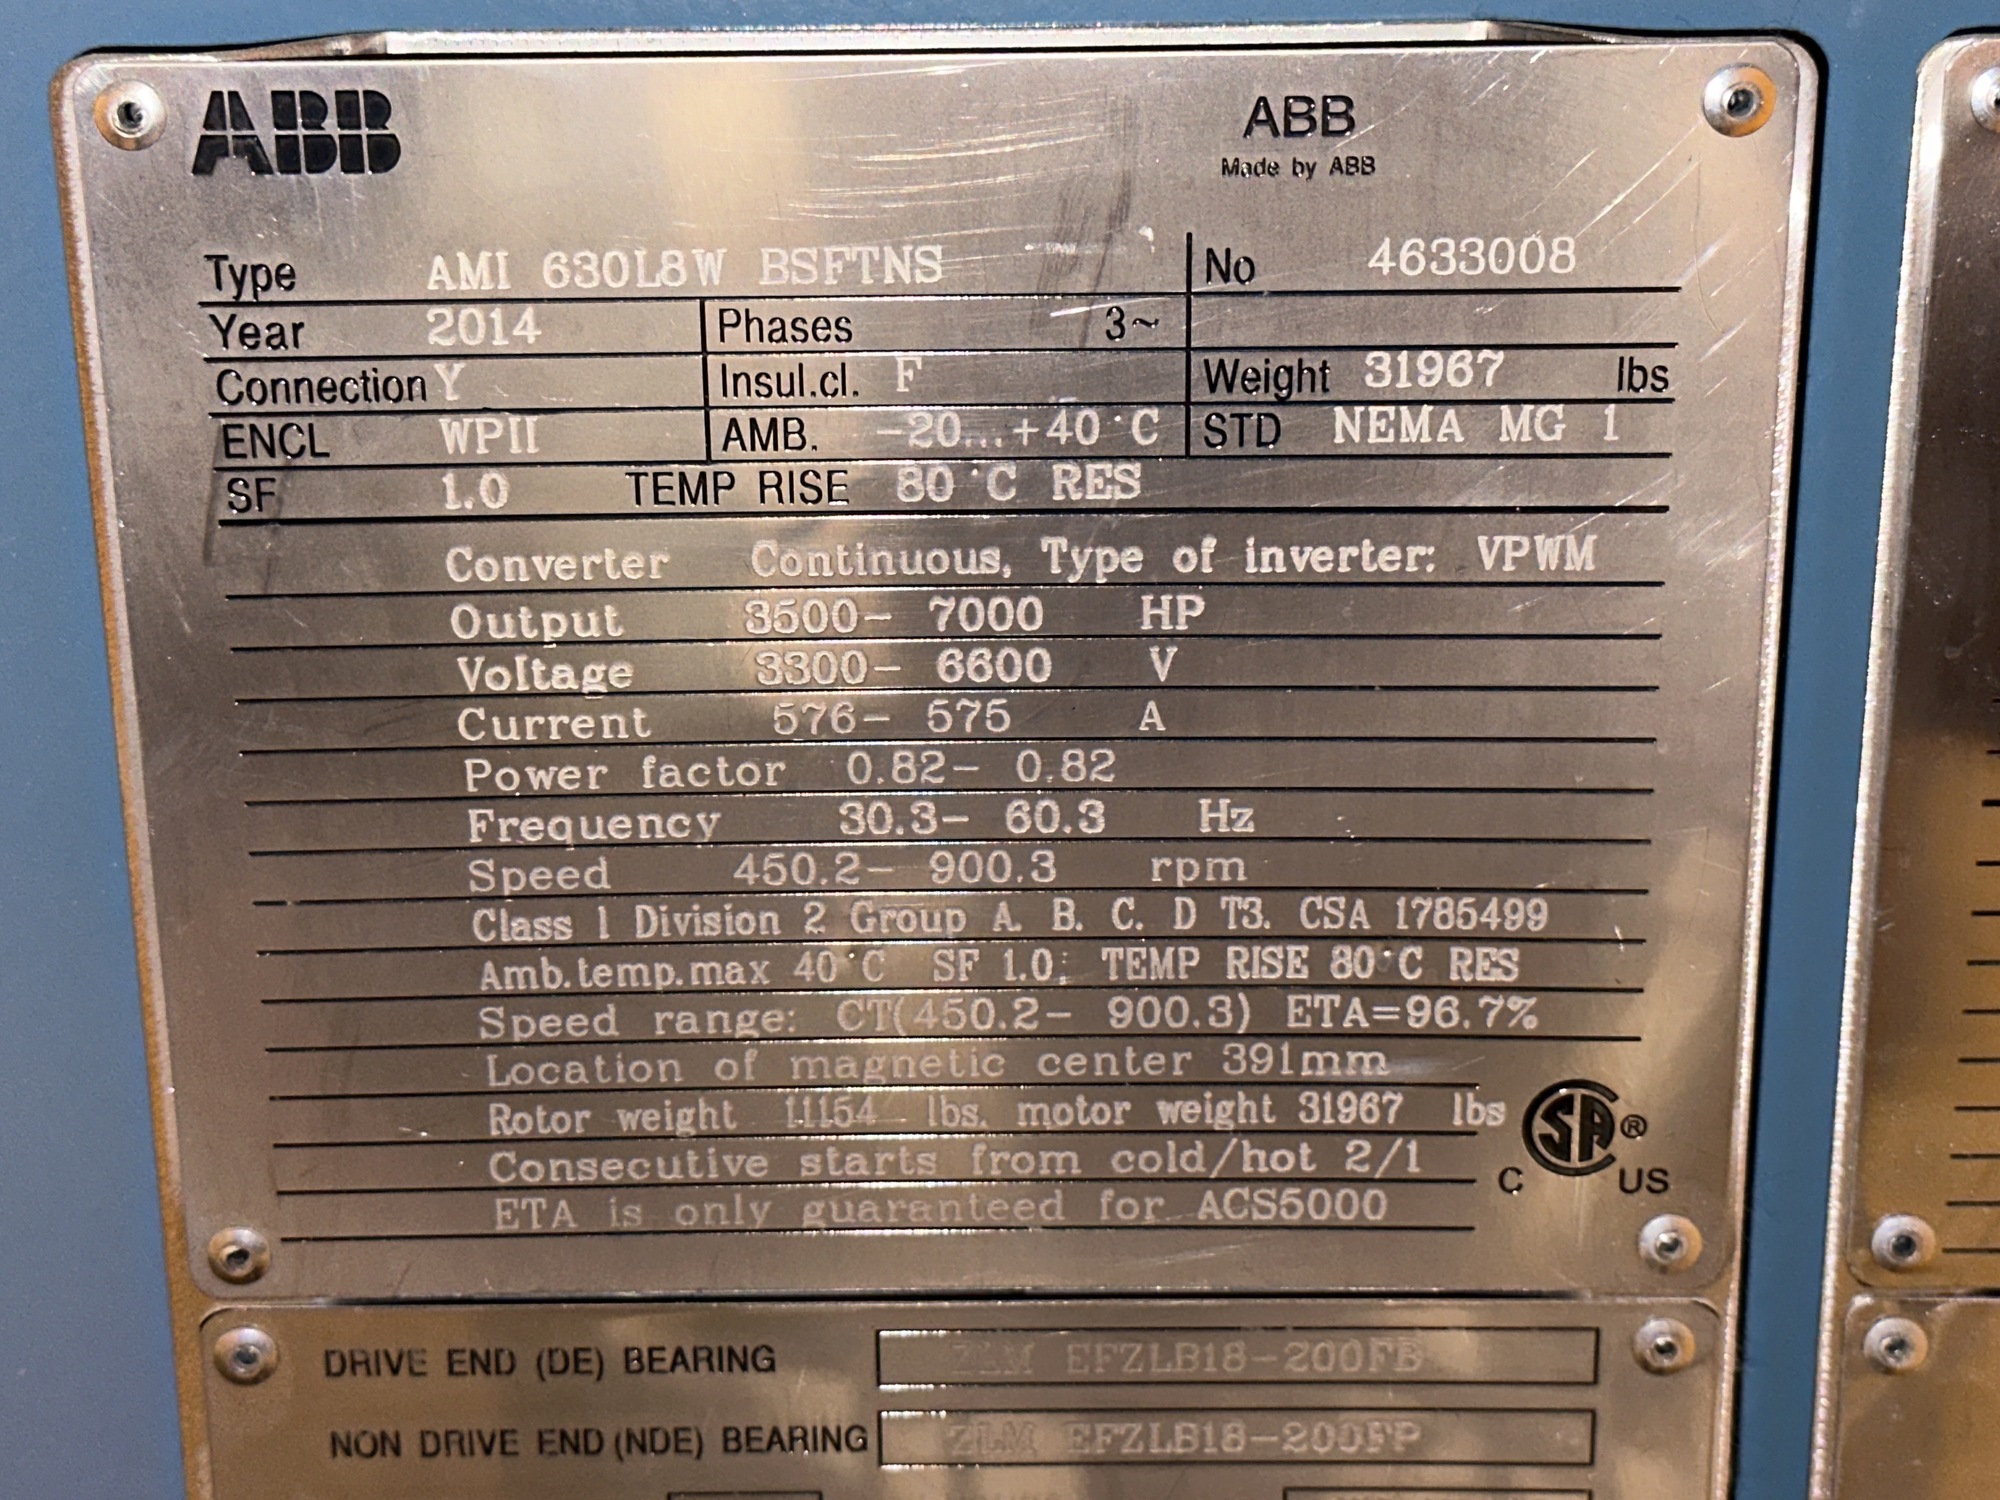 ABB ABB
Made by ABB
Type AMI 630L8W BSFTNS No 4633008
Year 2014 Phases 3~
Connection Y Insul.cl. F Weight 31967 lbs
ENCL WPII AMB. -20...+40 °C STD NEMA MG 1
SF 1.0 TEMP RISE 80 °C RES
Converter Continuous, Type of inverter: VPWM
Output 3500- 7000 HP
Voltage 3300- 6600 V
Current 576- 575 A
Power factor 0.82- 0.82
Frequency 30.3- 60.3 Hz
Speed 450.2- 900.3 rpm
Class 1 Division 2 Group A. B. C. D T3. CSA 1785499
Amb.temp.max 40°C SF 1.0; TEMP RISE 80°C RES
Speed range: CT(450.2- 900.3) ETA=96.7%
Location of magnetic center 391mm
Rotor weight 11154 lbs. motor weight 31967 lbs
Consecutive starts from cold/hot 2/1
ETA is only guaranteed for ACS5000
C SA ® US
DRIVE END (DE) BEARING ZLM EFZLB18-200FB
NON DRIVE END (NDE) BEARING ZLM EFZLB18-200FP